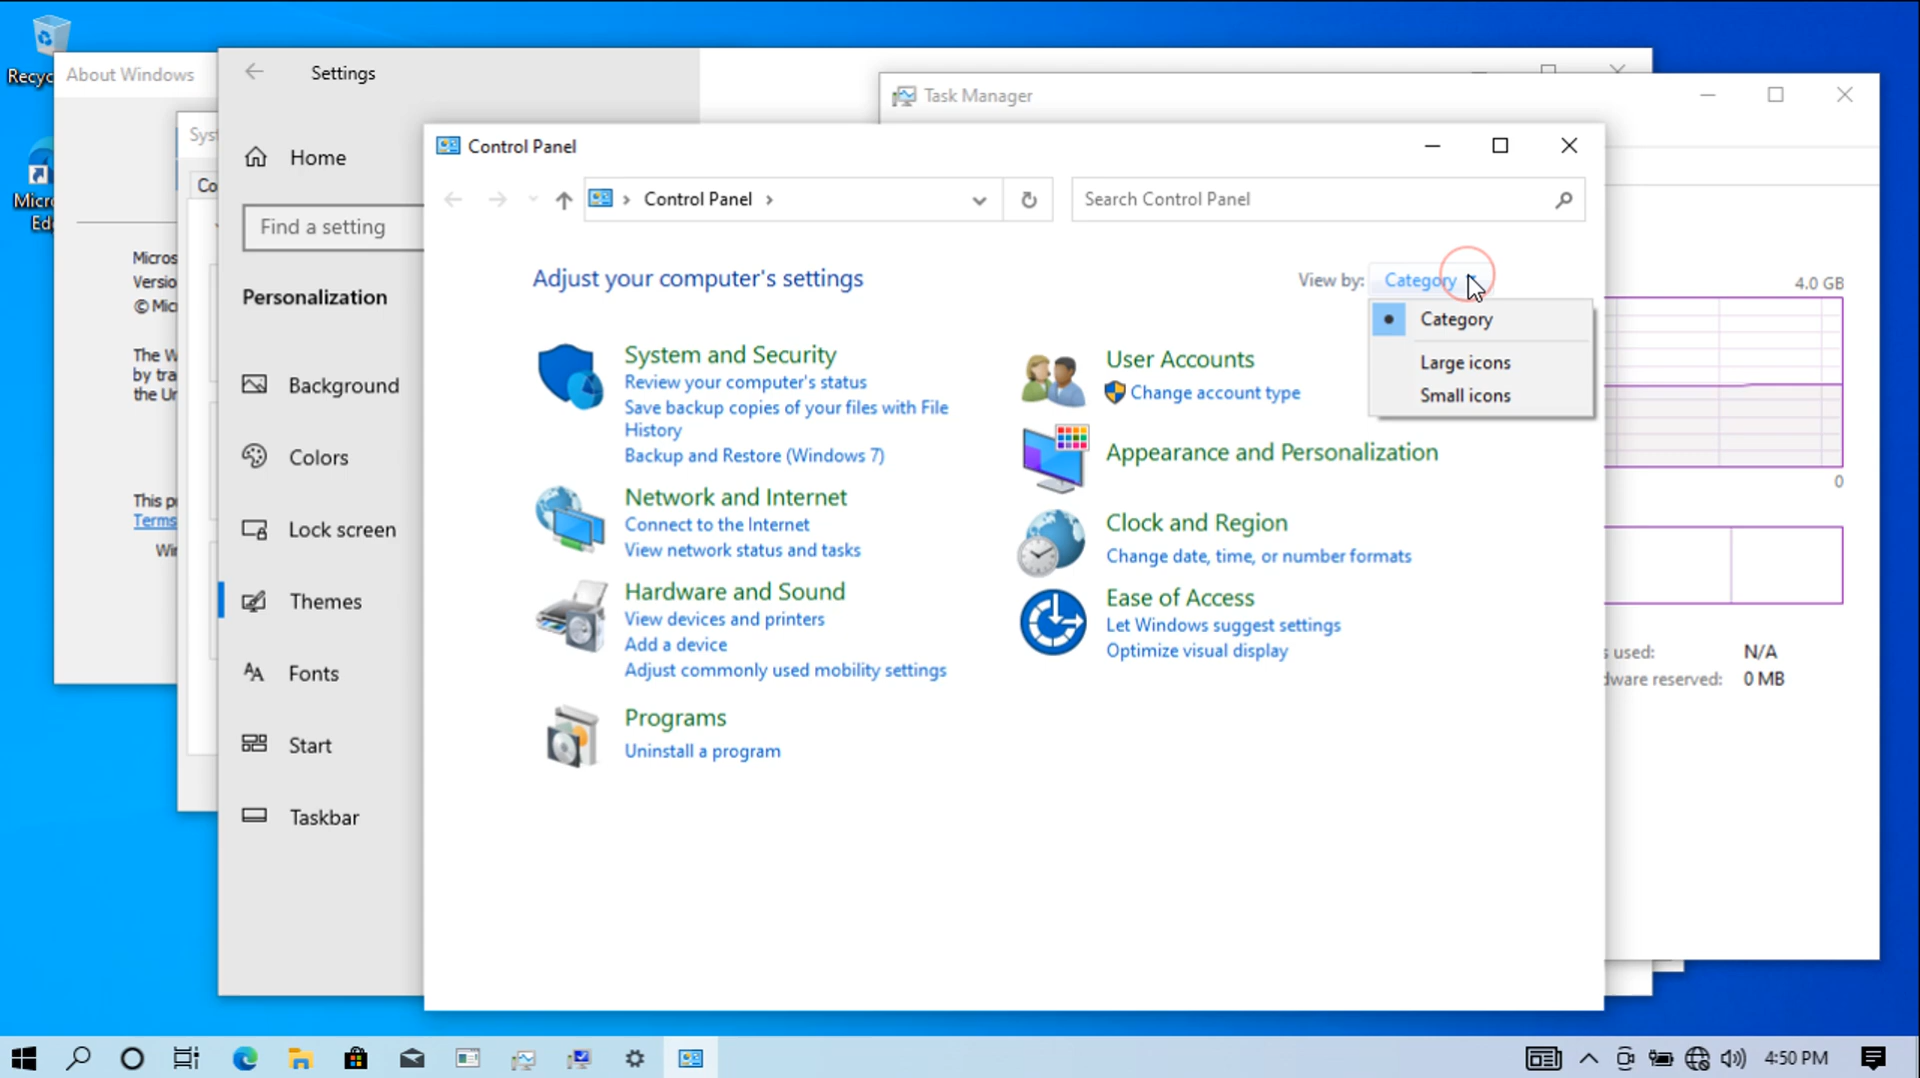 Recyc
About Windows
Settings
Task Manager
Syst
Control Panel
Home
Co
Micro
Ed
Control Panel
Search Control Panel
Find a setting
Micros
Versio
© Mic
Adjust your computer's settings
View by:
Category
4.0 GB
Personalization
Category
Large icons
Small icons
The W
by tra
the Ur
System and Security
Review your computer's status
Save backup copies of your files with File
History
Backup and Restore (Windows 7)
User Accounts
Change account type
Background
Appearance and Personalization
Colors
0
Network and Internet
Connect to the Internet
View network status and tasks
Clock and Region
Change date, time, or number formats
This p
Terms
Wi
Lock screen
Hardware and Sound
View devices and printers
Add a device
Adjust commonly used mobility settings
Ease of Access
Let Windows suggest settings
Optimize visual display
Themes
s used:
N/A
dware reserved:
0 MB
Fonts
Programs
Uninstall a program
Start
Taskbar
4:50 PM